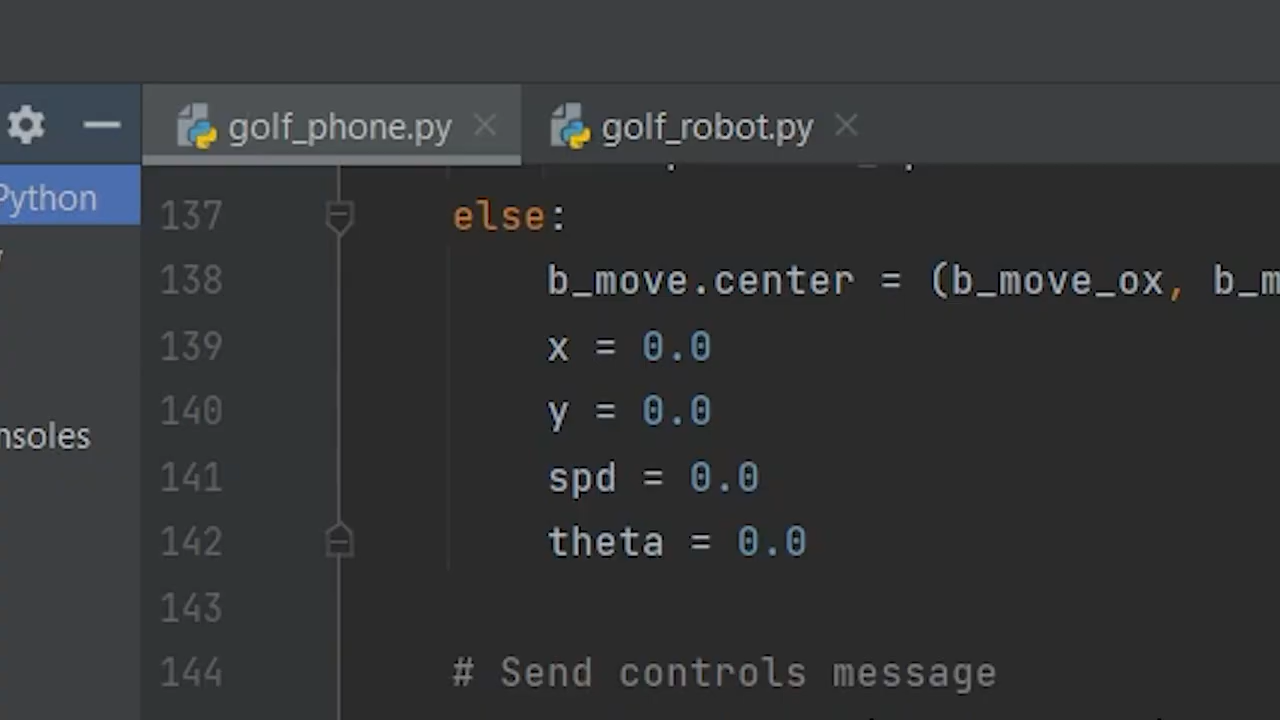 golf_phone.py golf_robot.py
Python
137 else:
138 b_move.center = (b_move_ox, b_m
139 x = 0.0
140 y = 0.0
nsoles
141 spd = 0.0
142 theta = 0.0
143
144 # Send controls message